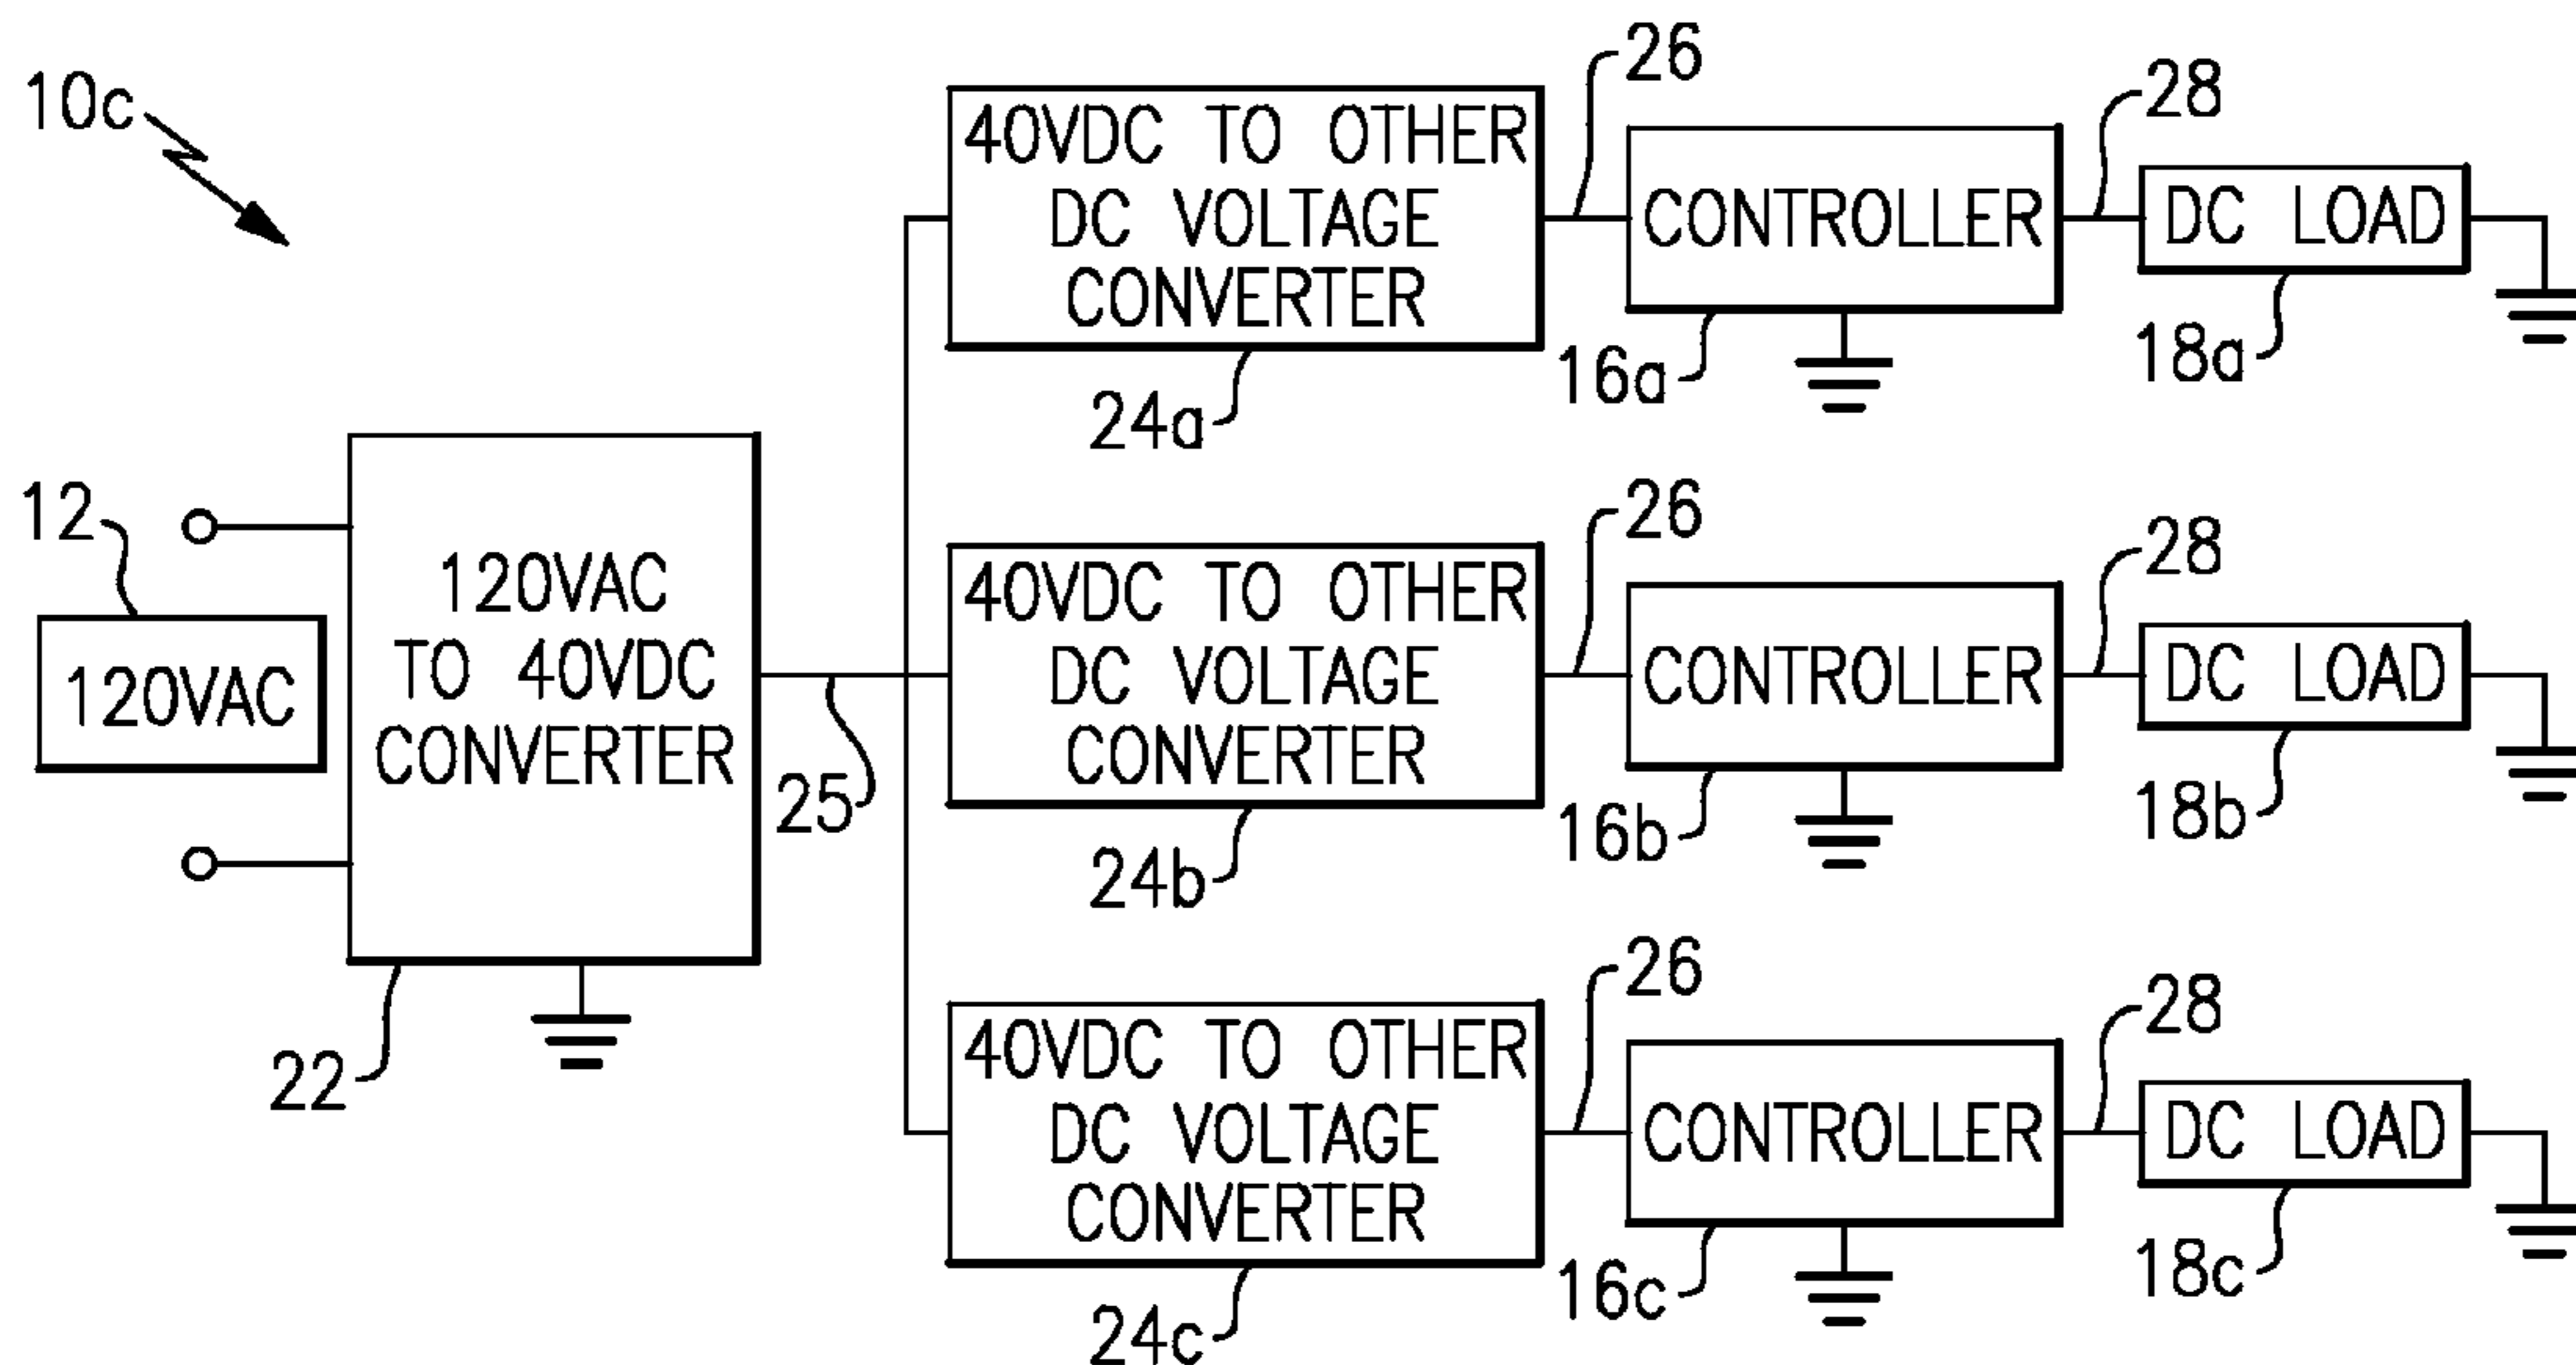 10c
26
28
40VDC TO OTHER
DC VOLTAGE
CONVERTER
CONTROLLER
DC LOAD
24a
16a
18a
12
120VAC
120VAC
TO 40VDC
CONVERTER
22
25
26
28
40VDC TO OTHER
DC VOLTAGE
CONVERTER
CONTROLLER
DC LOAD
24b
16b
18b
26
28
40VDC TO OTHER
DC VOLTAGE
CONVERTER
CONTROLLER
DC LOAD
24c
16c
18c